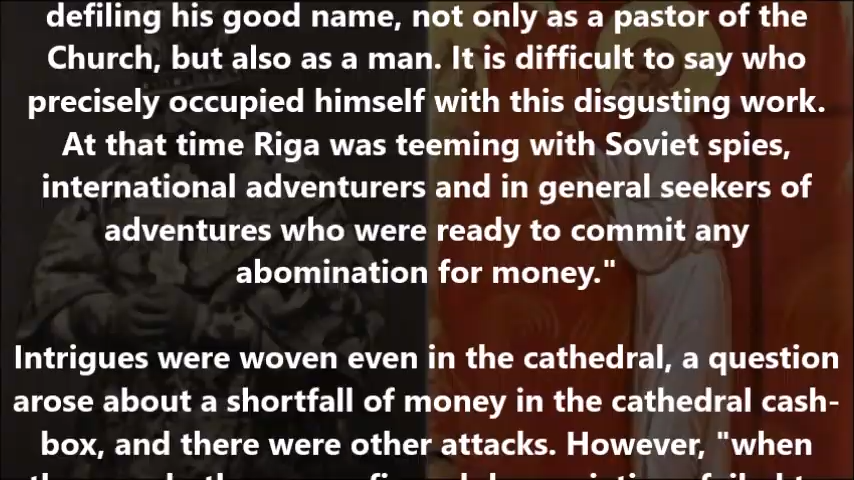 defiling his good name, not only as a pastor of the
Church, but also as a man. It is difficult to say who
precisely occupied himself with this disgusting work.
At that time Riga was teeming with Soviet spies,
international adventurers and in general seekers of
adventures who were ready to commit any
abomination for money."
Intrigues were woven even in the cathedral, a question
arose about a shortfall of money in the cathedral cash-
box, and there were other attacks. However, "when